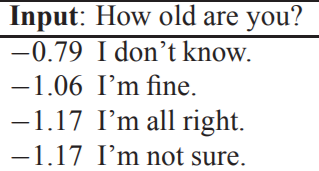 Input: How old are you?
−0.79 I don’t know.
−1.06 I’m fine.
−1.17 I’m all right.
−1.17 I’m not sure.